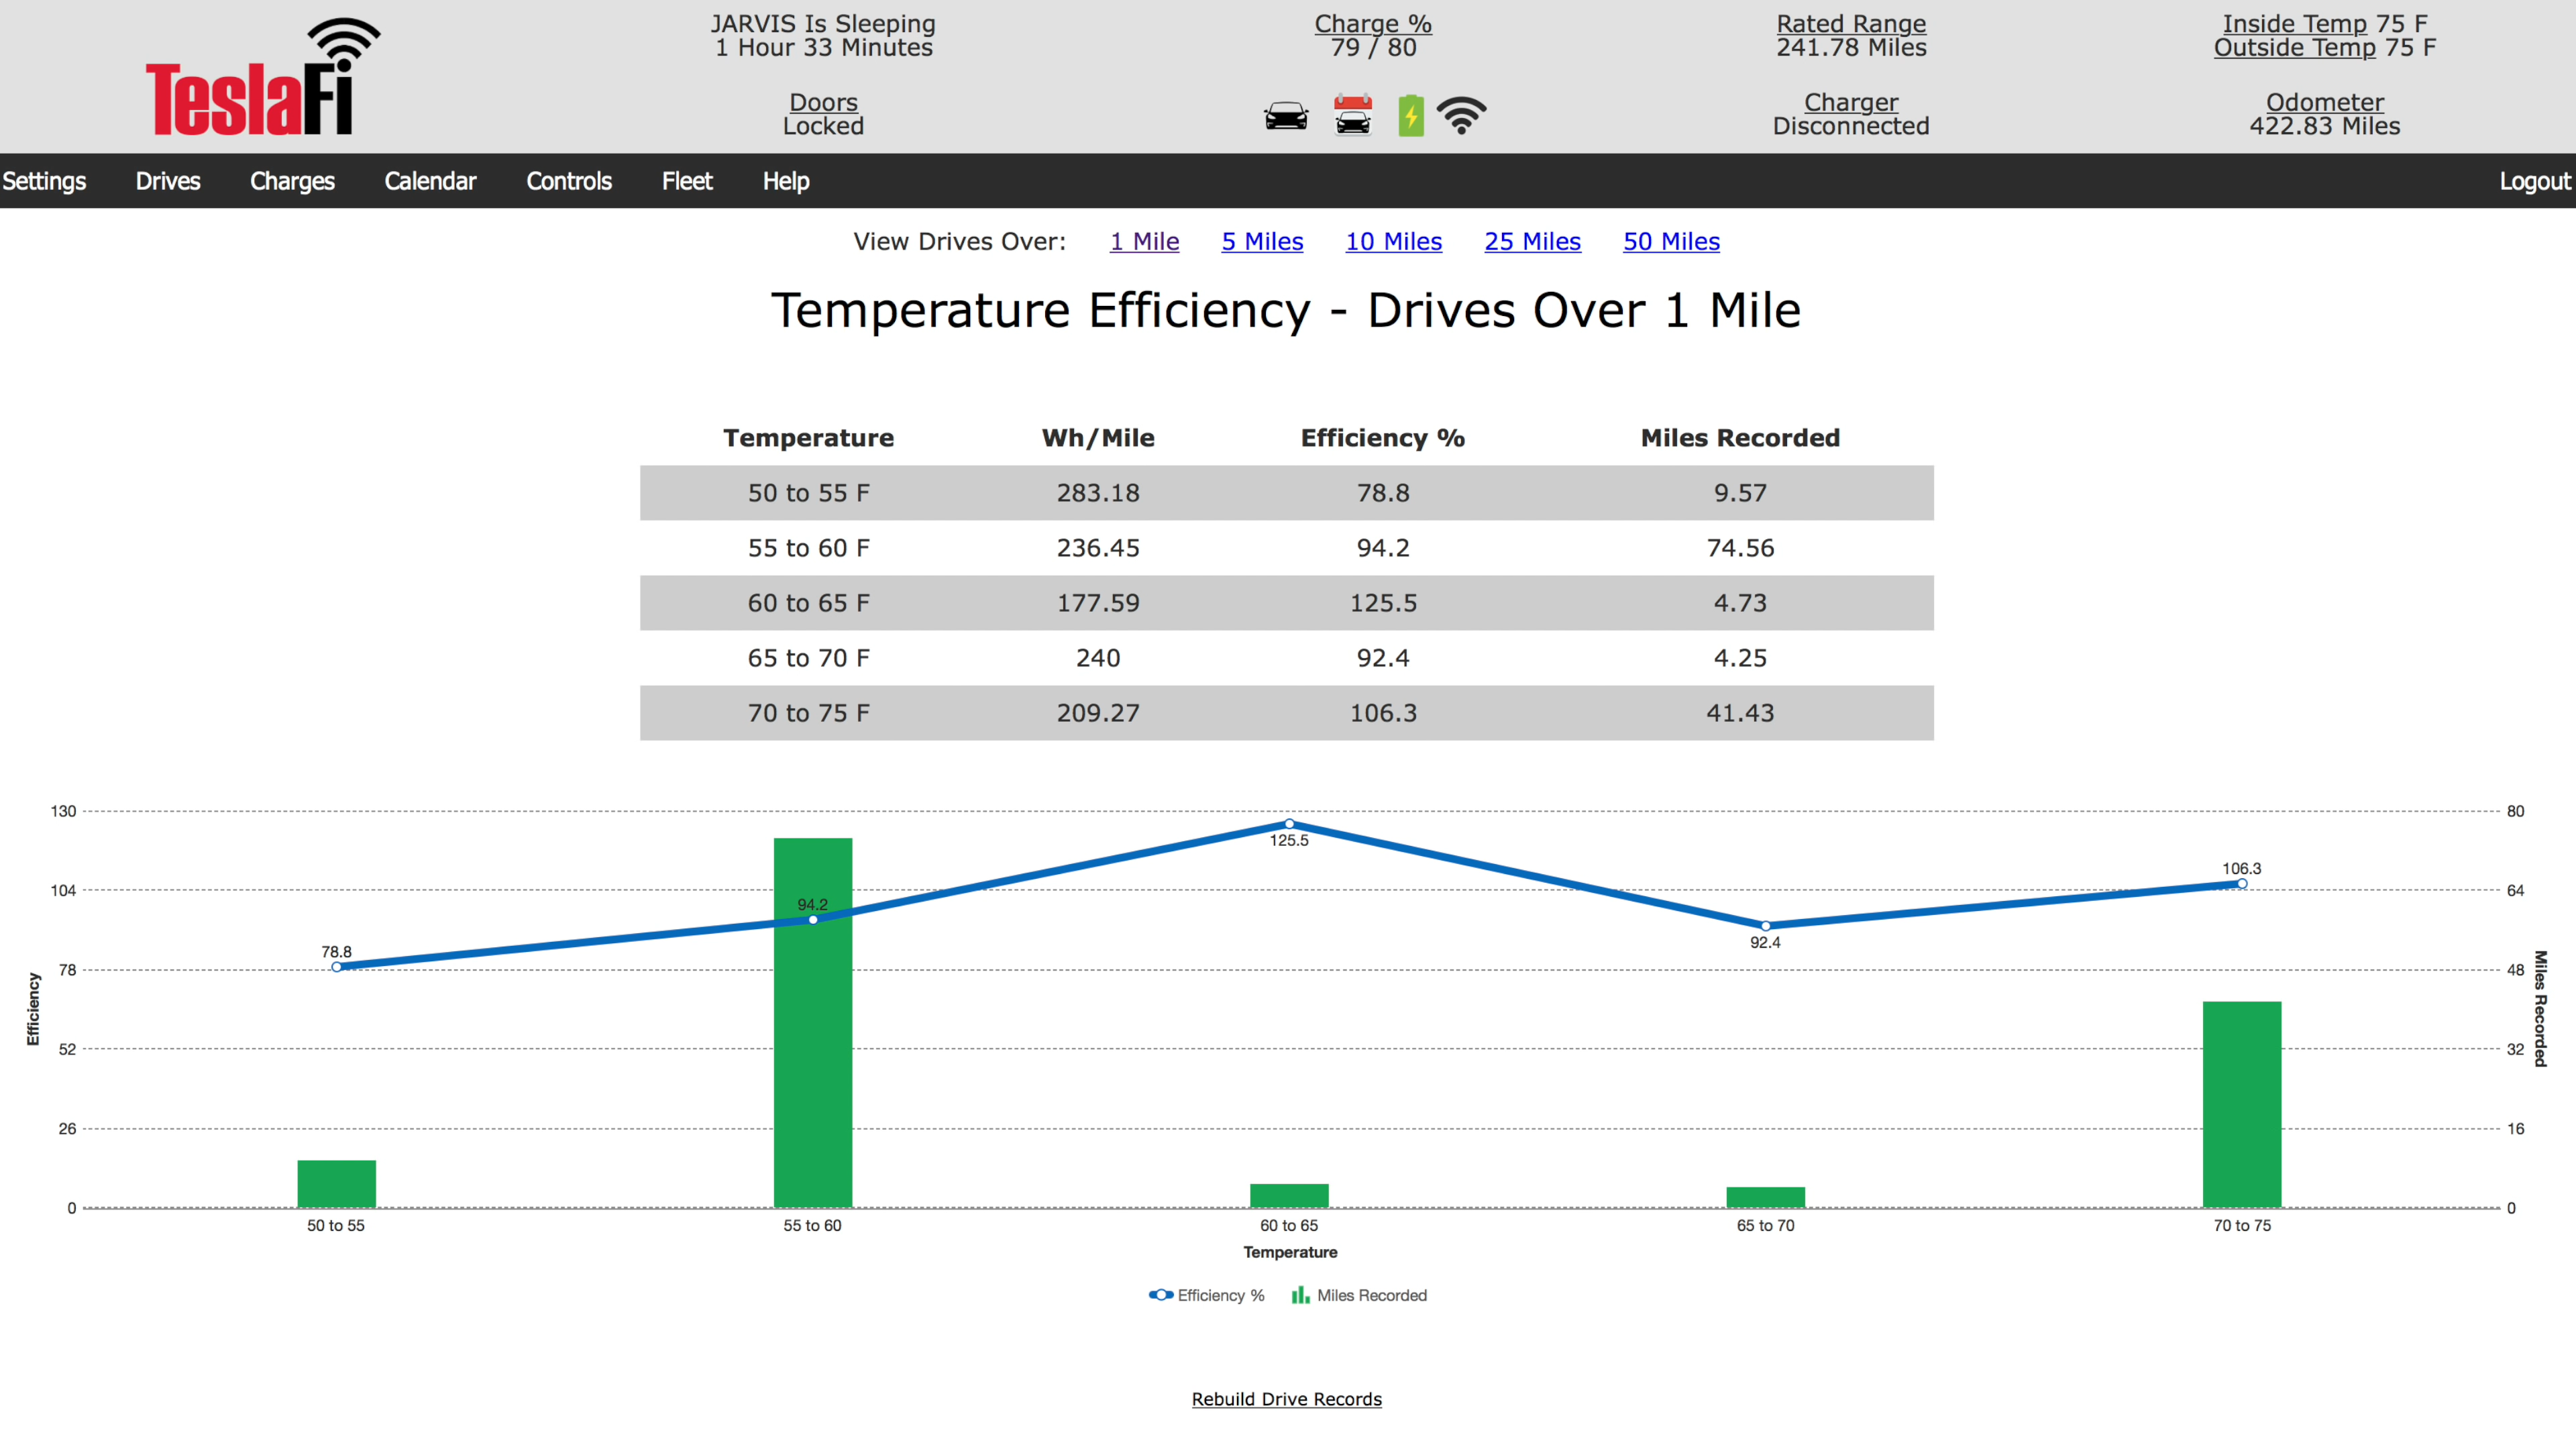 TeslaFi
JARVIS Is Sleeping
1 Hour 33 Minutes
Doors
Locked
Charge %
79 / 80
Rated Range
241.78 Miles
Charger
Disconnected
Inside Temp 75 F
Outside Temp 75 F
Odometer
422.83 Miles
Settings Drives Charges Calendar Controls Fleet Help Logout
View Drives Over: 1 Mile 5 Miles 10 Miles 25 Miles 50 Miles
Temperature Efficiency - Drives Over 1 Mile
Temperature Wh/Mile Efficiency % Miles Recorded
50 to 55 F 283.18 78.8 9.57
55 to 60 F 236.45 94.2 74.56
60 to 65 F 177.59 125.5 4.73
65 to 70 F 240 92.4 4.25
70 to 75 F 209.27 106.3 41.43
130 80
125.5
106.3
104 64
94.2
92.4
78.8
78 48
Efficiency
Miles Recorded
52 32
26 16
0 0
50 to 55 55 to 60 60 to 65 65 to 70 70 to 75
Temperature
Efficiency % Miles Recorded
Rebuild Drive Records